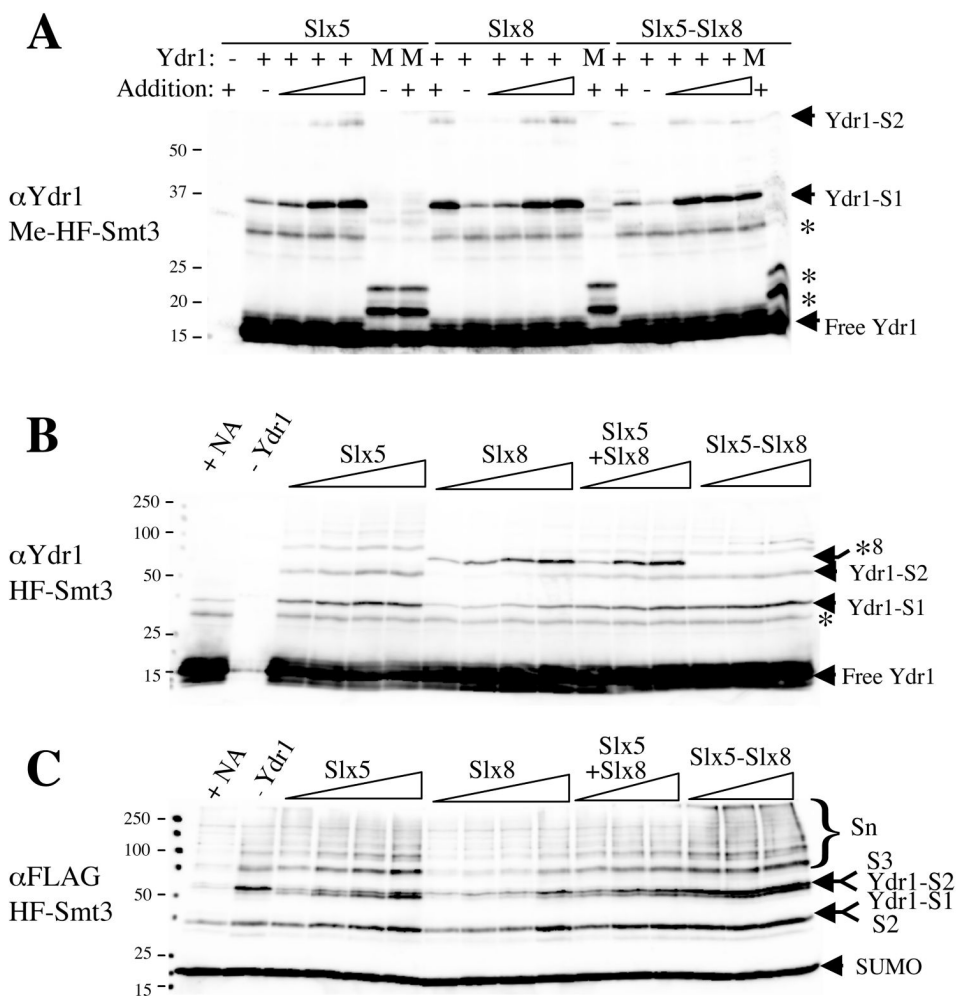 A
Slx5 Slx8 Slx5-Slx8
Ydr1: - + + + + M M + + + + + M + + + + + M
Addition: + - + + - + + - +
Ydr1-S2
50
37
Ydr1-S1
αYdr1
Me-HF-Smt3
*
25
*
20
*
Free Ydr1
15
B
+ NA - Ydr1 Slx5 Slx8 Slx5 +Slx8 Slx5-Slx8
250
100
*8
αYdr1
HF-Smt3
50
Ydr1-S2
Ydr1-S1
*
25
15
Free Ydr1
C
+ NA - Ydr1 Slx5 Slx8 Slx5 +Slx8 Slx5-Slx8
250
Sn
100
S3
αFLAG
HF-Smt3
Ydr1-S2
50
Ydr1-S1
S2
25
SUMO
15